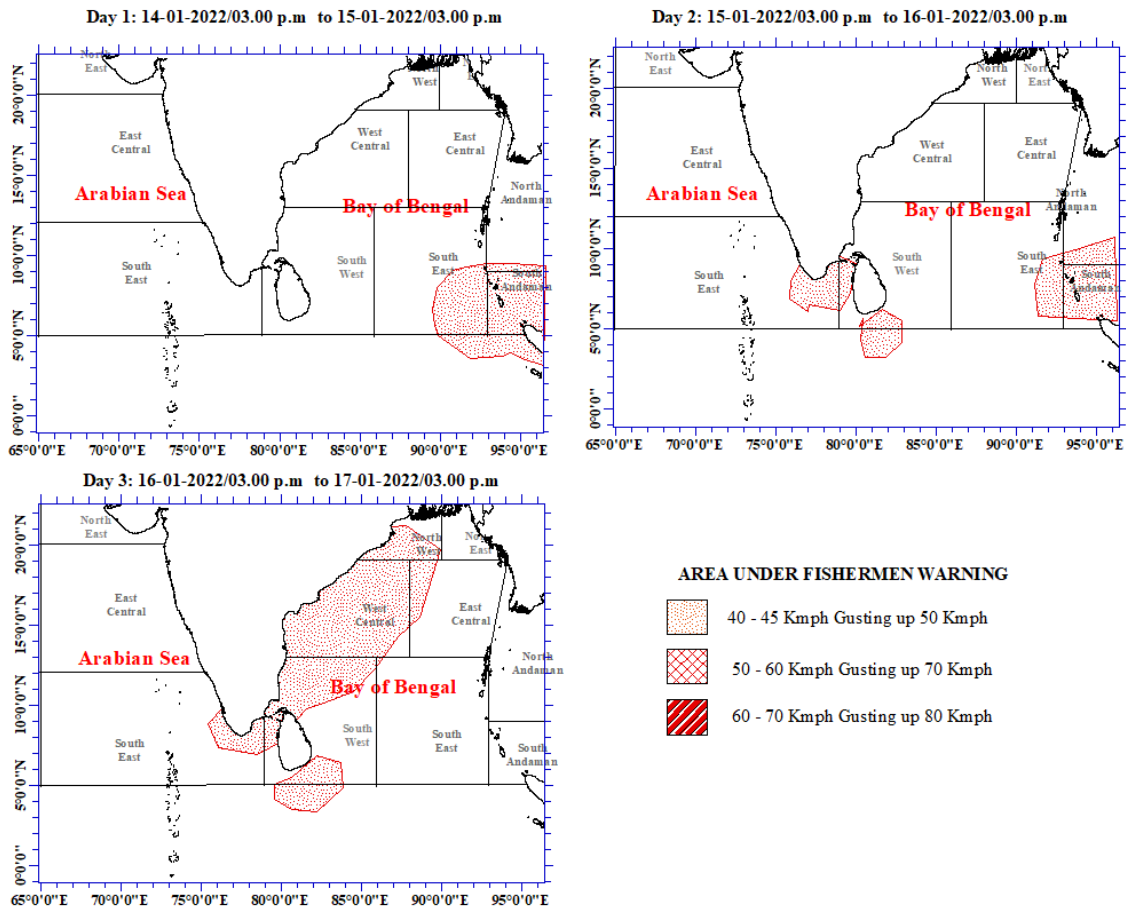 Day 1: 14-01-2022/03.00 p.m to 15-01-2022/03.00 p.m
North
East
North
West
East
Central
West
Central
East
Central
Arabian Sea
Bay of Bengal
North
Andaman
South
East
South
West
South
East
South
Andaman
20°0'0"N
15°0'0"N
10°0'0"N
5°0'0"N
0°0'0"
65°0'0"E 70°0'0"E 75°0'0"E 80°0'0"E 85°0'0"E 90°0'0"E 95°0'0"E
Day 2: 15-01-2022/03.00 p.m to 16-01-2022/03.00 p.m
North
East
North
West
North
East
East
Central
West
Central
East
Central
Arabian Sea
Bay of Bengal
North
Andaman
South
East
South
West
South
East
South
Andaman
20°0'0"N
15°0'0"N
10°0'0"N
5°0'0"N
0°0'0"
65°0'0"E 70°0'0"E 75°0'0"E 80°0'0"E 85°0'0"E 90°0'0"E 95°0'0"E
Day 3: 16-01-2022/03.00 p.m to 17-01-2022/03.00 p.m
North
East
North
West
North
East
East
Central
West
Central
East
Central
Arabian Sea
Bay of Bengal
North
Andaman
South
East
South
West
South
East
South
Andaman
20°0'0"N
15°0'0"N
10°0'0"N
5°0'0"N
0°0'0"
65°0'0"E 70°0'0"E 75°0'0"E 80°0'0"E 85°0'0"E 90°0'0"E 95°0'0"E
AREA UNDER FISHERMEN WARNING
40 - 45 Kmph Gusting up 50 Kmph
50 - 60 Kmph Gusting up 70 Kmph
60 - 70 Kmph Gusting up 80 Kmph